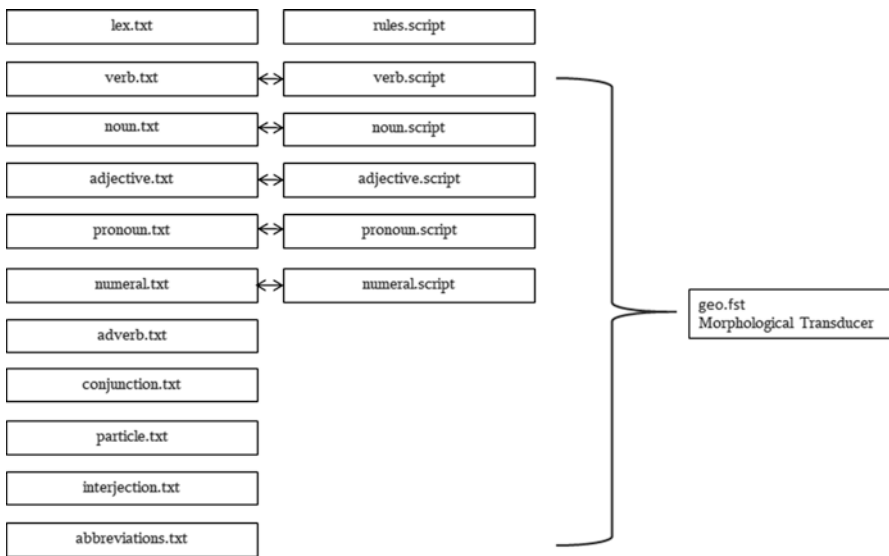 lex.txt rules.script
verb.txt verb.script
noun.txt noun.script
adjective.txt adjective.script
pronoun.txt pronoun.script
numeral.txt numeral.script
geo.fst
Morphological Transducer
adverb.txt
conjunction.txt
particle.txt
interjection.txt
abbreviations.txt